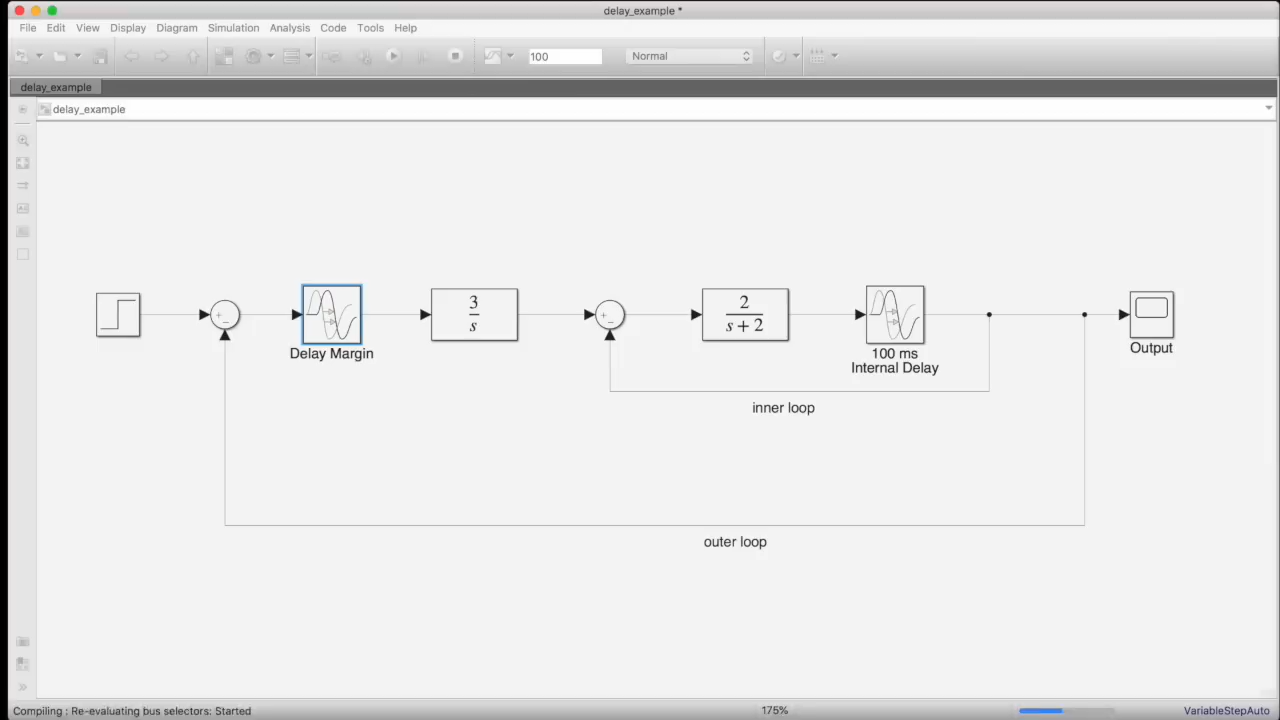 delay_example *
File Edit View Display Diagram Simulation Analysis Code Tools Help
100 Normal
delay_example
delay_example
3
s
2
s + 2
+
−
+
−
Delay Margin
100 ms
Internal Delay
Output
inner loop
outer loop
Compiling : Re-evaluating bus selectors: Started 175% VariableStepAuto